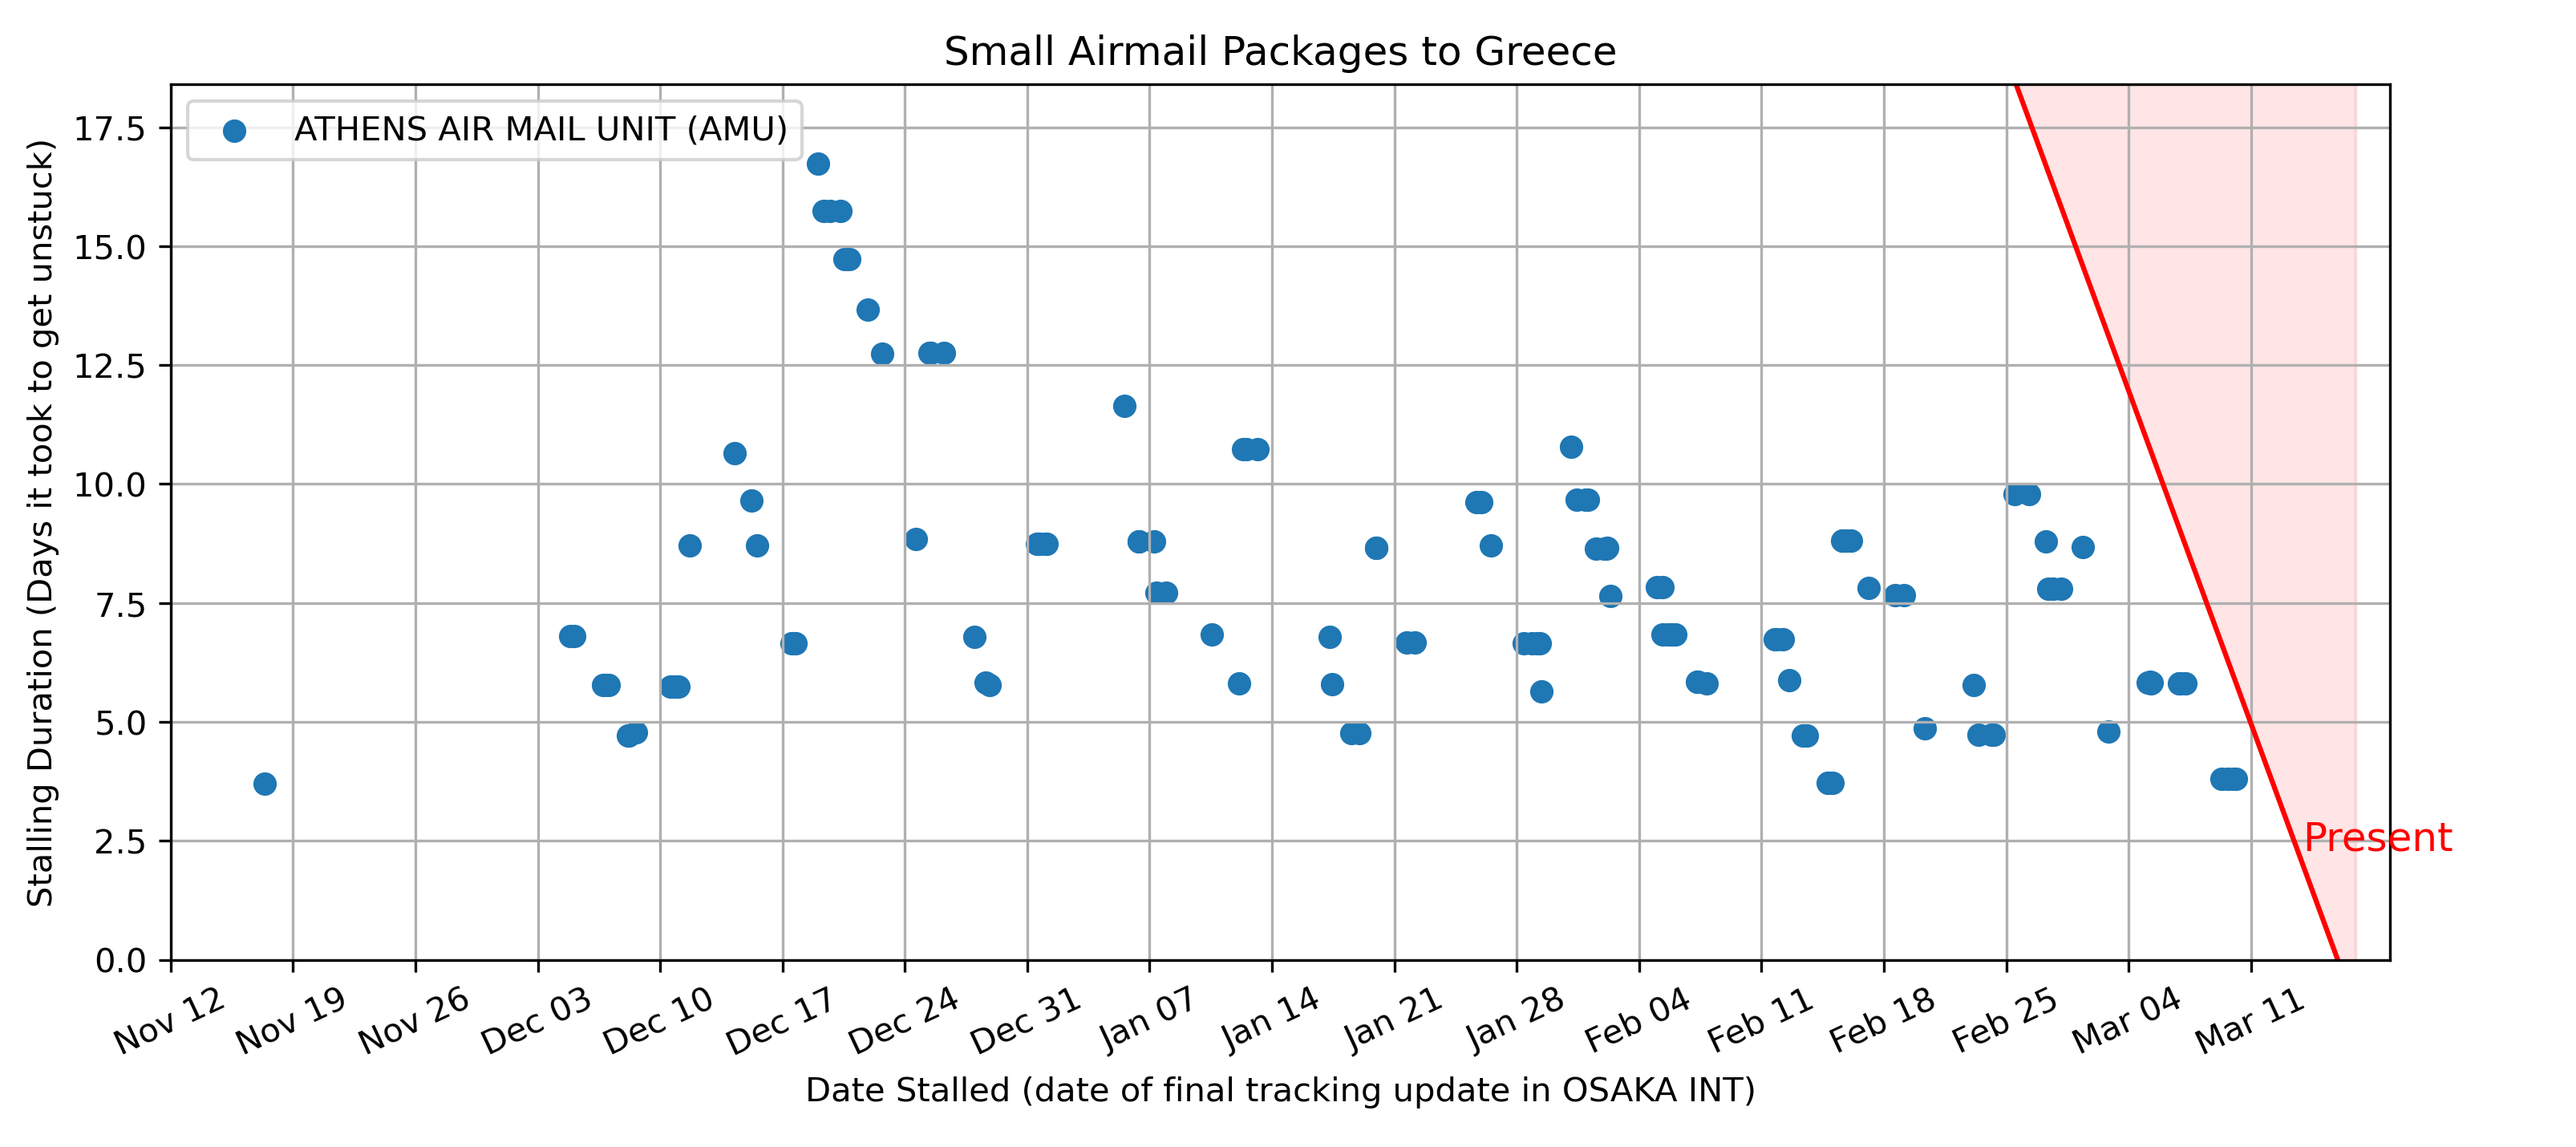 Small Airmail Packages to Greece
ATHENS AIR MAIL UNIT (AMU)
Stalling Duration (Days it took to get unstuck)
17.5
15.0
12.5
10.0
7.5
5.0
2.5
0.0
Present
Nov 12
Nov 19
Nov 26
Dec 03
Dec 10
Dec 17
Dec 24
Dec 31
Jan 07
Jan 14
Jan 21
Jan 28
Feb 04
Feb 11
Feb 18
Feb 25
Mar 04
Mar 11
Date Stalled (date of final tracking update in OSAKA INT)